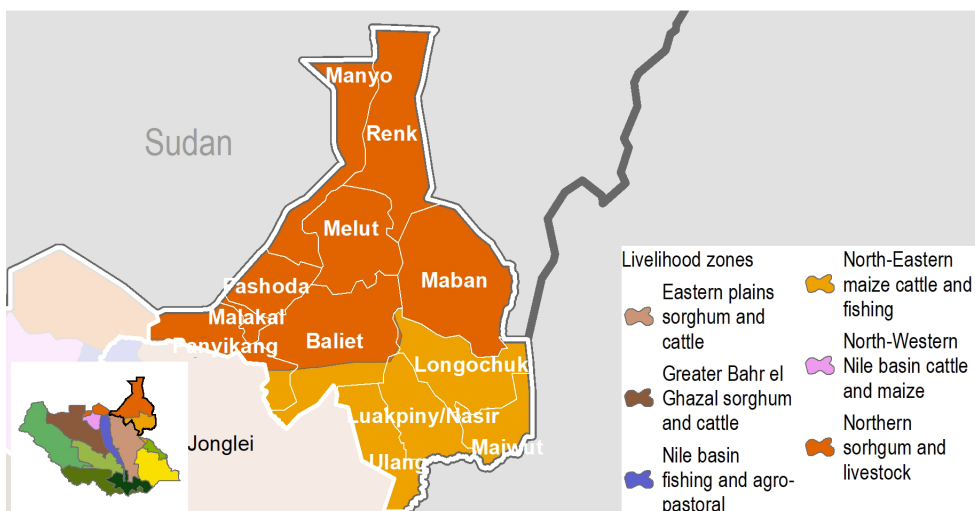 Manyo
Renk
Sudan
Melut
Fashoda
Maban
Malakal
Panyikang
Baliet
Longochuk
Luakpiny/Nasir
Maiwut
Ulang
Jonglei
Livelihood zones
Eastern plains
sorghum and
cattle
Greater Bahr el
Ghazal sorghum
and cattle
Nile basin
fishing and agro-
pastoral
North-Eastern
maize cattle and
fishing
North-Western
Nile basin cattle
and maize
Northern
sorhgum and
livestock